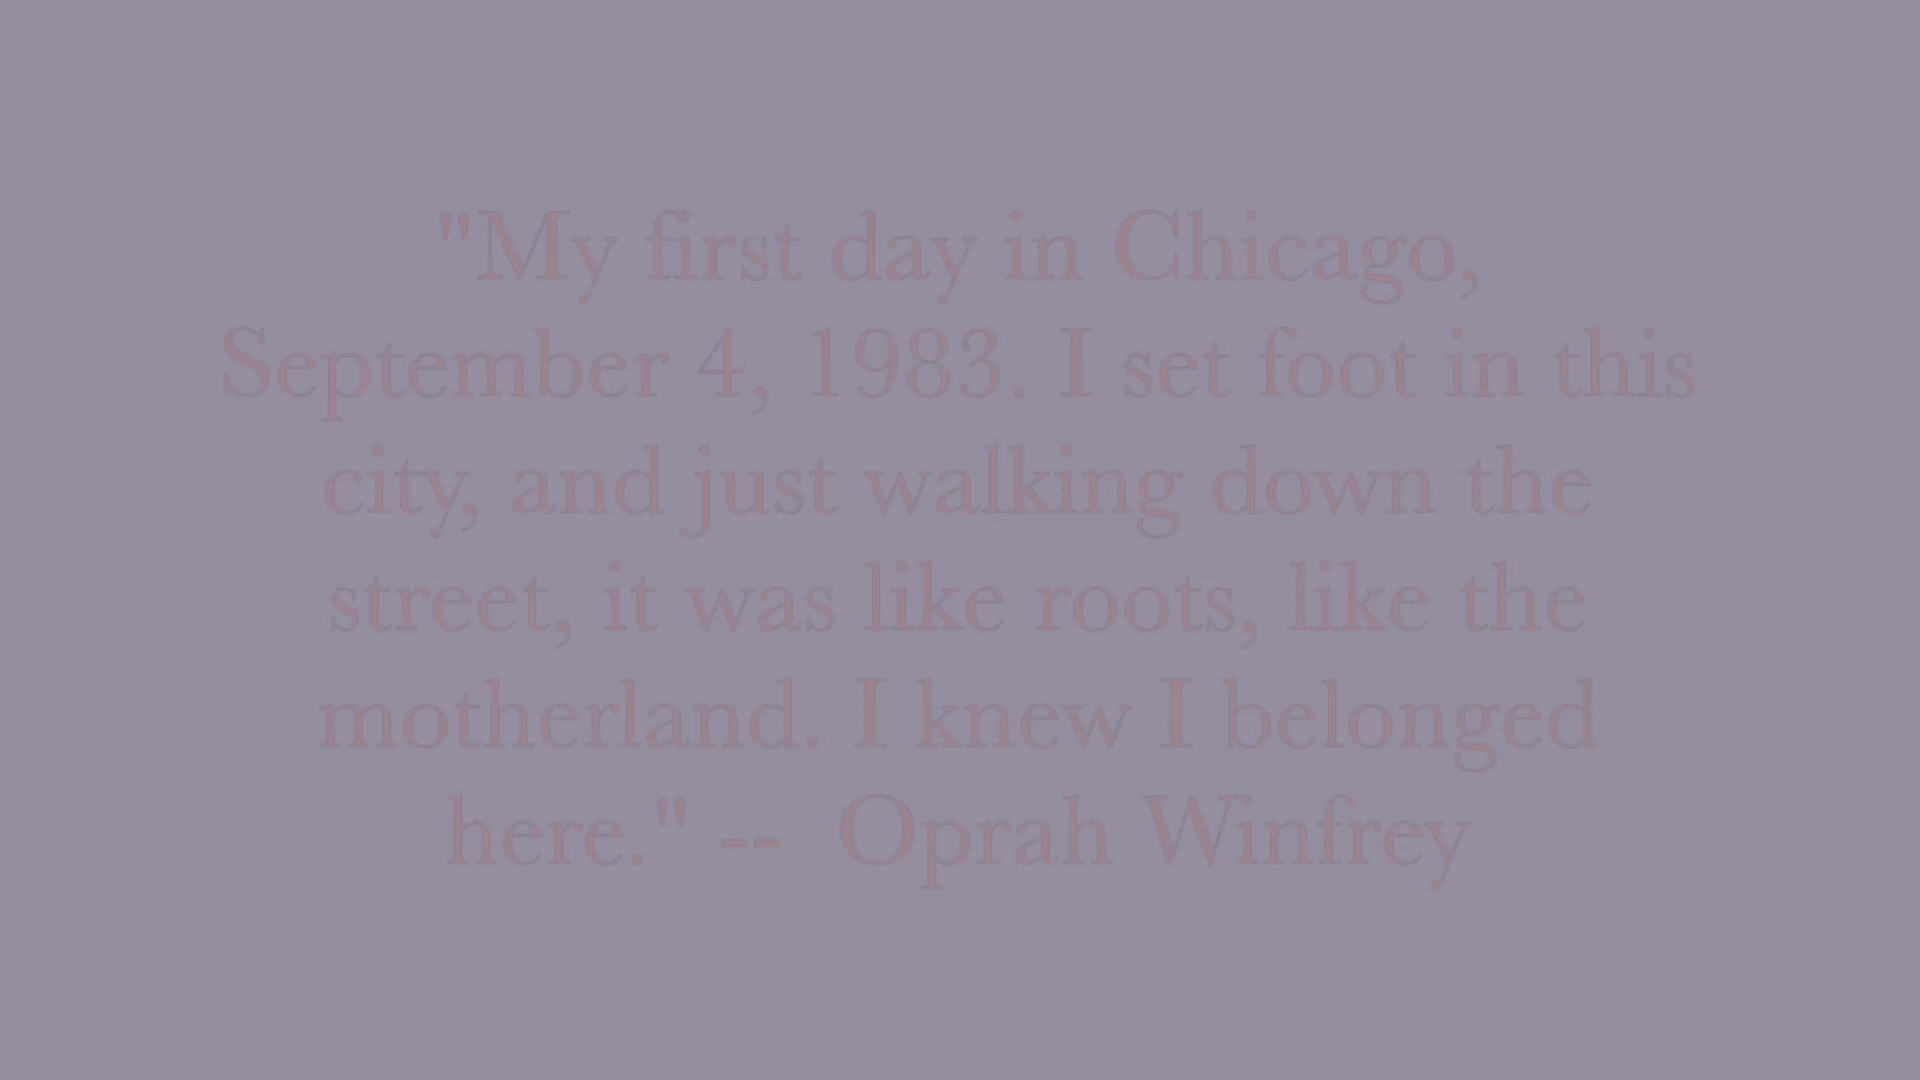 "My first day in Chicago,
September 4, 1983. I set foot in this
city, and just walking down the
street, it was like roots, like the
motherland. I knew I belonged
here." --  Oprah Winfrey